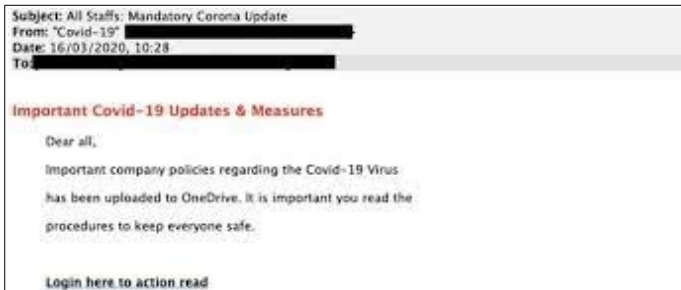 Subject: All Staffs: Mandatory Corona Update
From: "Covid-19"
Date: 16/03/2020, 10:28
To:
Important Covid-19 Updates & Measures
Dear all,
Important company policies regarding the Covid-19 Virus
has been uploaded to OneDrive. It is important you read the
procedures to keep everyone safe.
Login here to action read